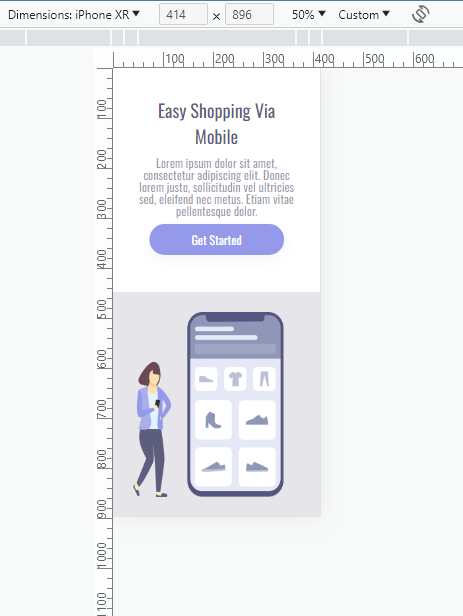 Dimensions: iPhone XR ▼ 414 × 896 50% ▼ Custom ▼
100 200 300 400 500 600
100
200
300
400
500
600
700
800
900
1000
1100
Easy Shopping Via
Mobile
Lorem ipsum dolor sit amet,
consectetur adipiscing elit. Donec
lorem justo, sollicitudin vel ultricies
sed, eleifend nec metus. Etiam vitae
pellentesque dolor.
Get Started